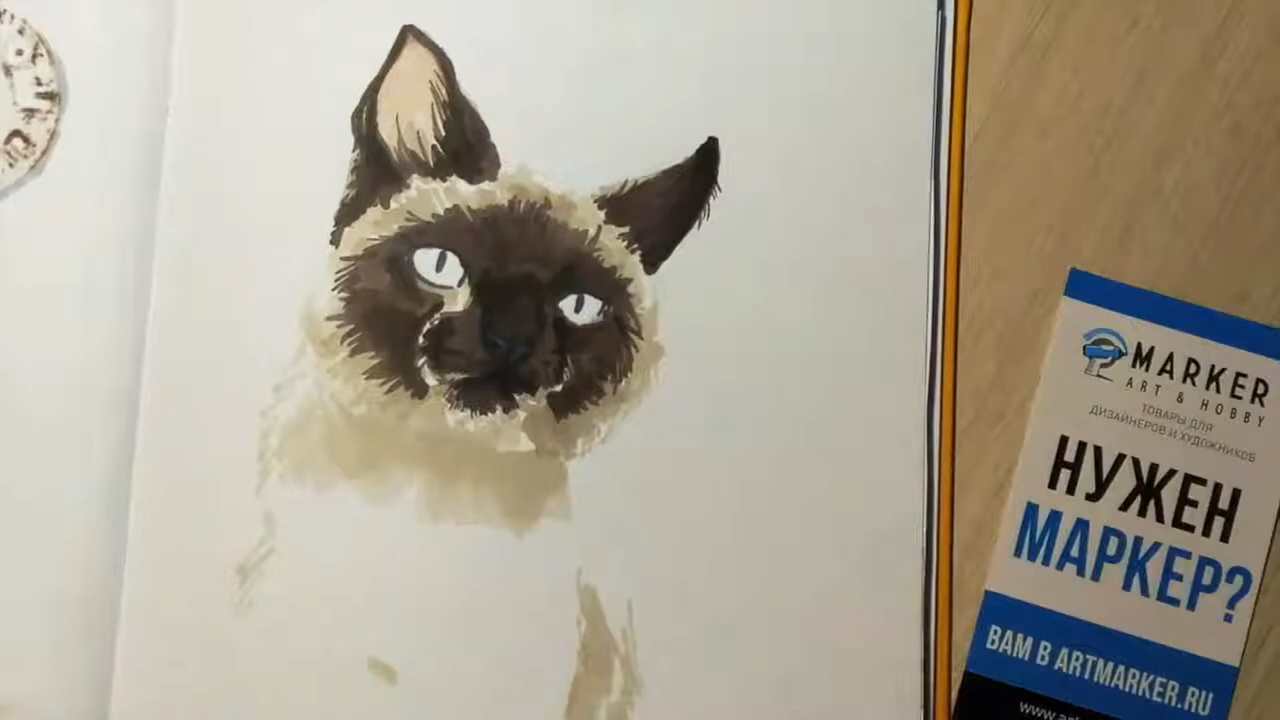 MARKER
ART & HOBBY
ТОВАРЫ ДЛЯ
ДИЗАЙНЕРОВ И ХУДОЖНИКОВ
НУЖЕН
МАРКЕР?
ВАМ В ARTMARKER.RU